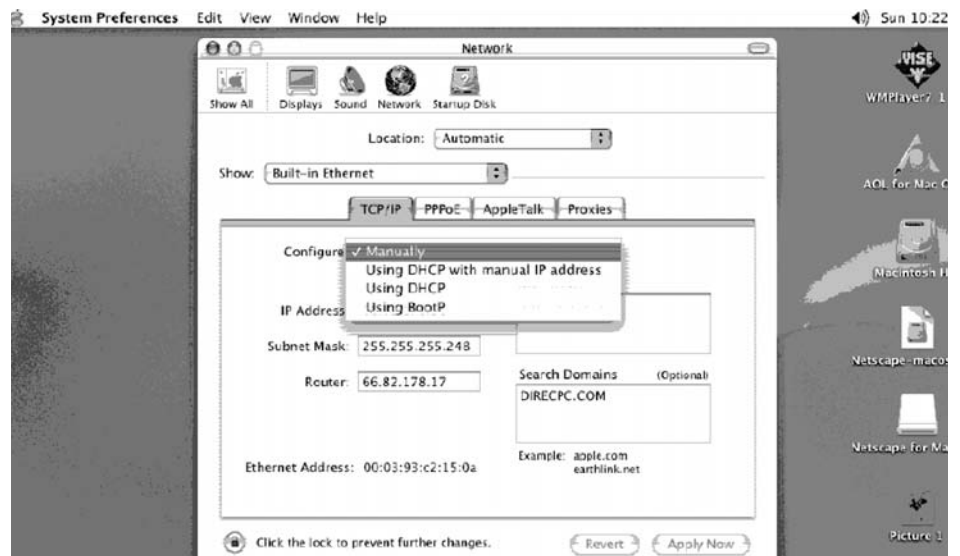 System Preferences Edit View Window Help
Sun 10:22
Network
Show All Displays Sound Network Startup Disk
Location: Automatic
Show: Built-in Ethernet
TCP/IP PPPoE AppleTalk Proxies
Configure
✓ Manually
Using DHCP with manual IP address
Using DHCP
Using BootP
IP Address
Subnet Mask: 255.255.255.248
Router: 66.82.178.17
Search Domains (Optional)
DIRECPC.COM
Example: apple.com
earthlink.net
Ethernet Address: 00:03:93:c2:15:0a
Click the lock to prevent further changes.
Revert Apply Now
VISE
WMPlayer7 1
AOL for Mac
Macintosh H
Netscape-macos
Netscape for Ma
Picture 1